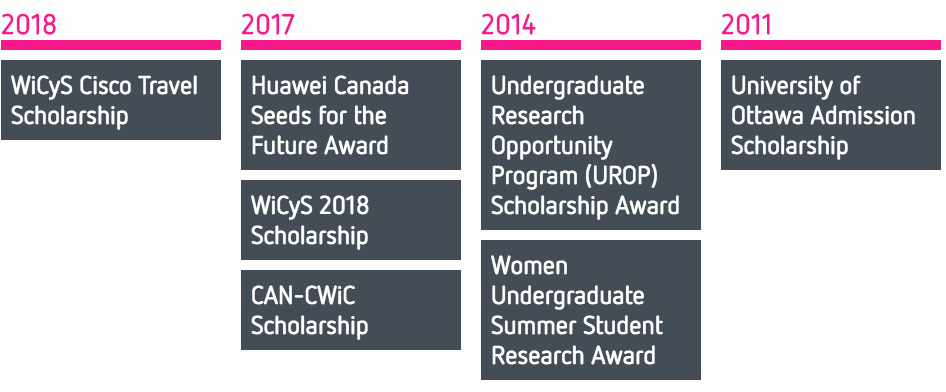 2018
WiCyS Cisco Travel
Scholarship
2017
Huawei Canada
Seeds for the
Future Award
WiCyS 2018
Scholarship
CAN-CWiC
Scholarship
2014
Undergraduate
Research
Opportunity
Program (UROP)
Scholarship Award
Women
Undergraduate
Summer Student
Research Award
2011
University of
Ottawa Admission
Scholarship